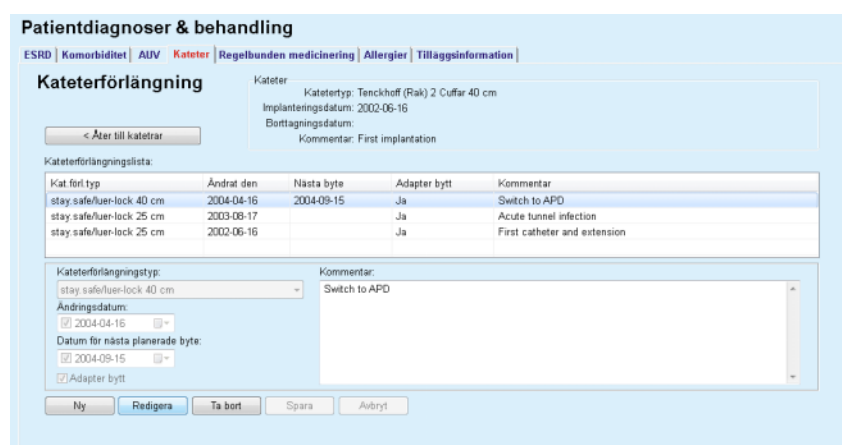 Patientdiagnoser & behandling
ESRD Komorbiditet AUV Kateter Regelbunden medicinering Allergier Tilläggsinformation
Kateterförlängning
Kateter
Katetertyp: Tenckhoff (Rak) 2 Cuffar 40 cm
Implanteringsdatum: 2002-06-16
Borttagningsdatum:
Kommentar: First implantation
< Åter till katetrar
Kateterförlängningslista:
Kat.förl.typ Ändrat den Nästa byte Adapter bytt Kommentar
stay.safe/luer-lock 40 cm 2004-04-16 2004-09-15 Ja Switch to APD
stay.safe/luer-lock 25 cm 2003-08-17 Ja Acute tunnel infection
stay.safe/luer-lock 25 cm 2002-06-16 Ja First catheter and extension
Kateterförlängningstyp: Kommentar:
stay.safe/luer-lock 40 cm Switch to APD
Ändringsdatum:
2004-04-16
Datum för nästa planerade byte:
2004-09-15
Adapter bytt
Ny Redigera Ta bort Spara Avbryt